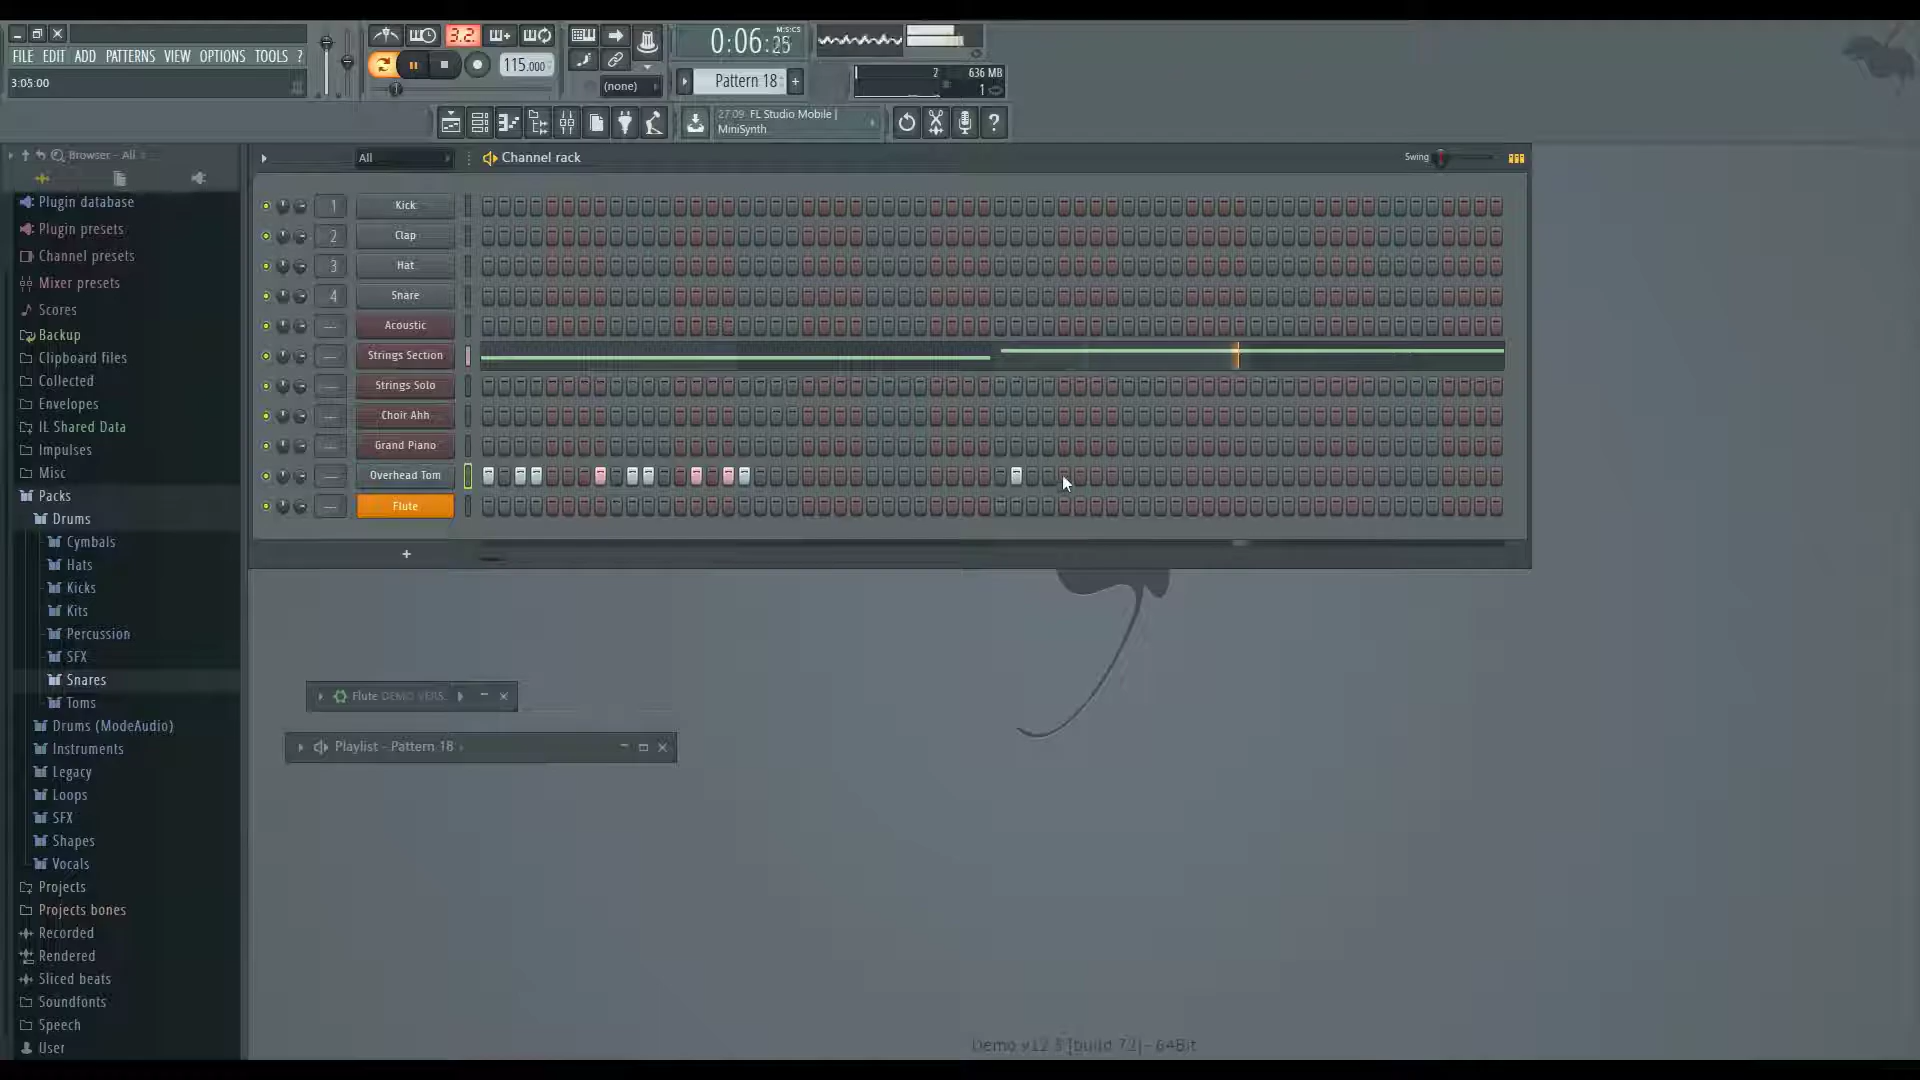 FILE EDIT ADD PATTERNS VIEW OPTIONS TOOLS ?
3:05:00
3.2.
115.000
(none)
0:06:25
M:S:CS
Pattern 18
+
2
636 MB
1
27:09 FL Studio Mobile |
MiniSynth
?
Browser - All
Plugin database
Plugin presets
Channel presets
Mixer presets
Scores
Backup
Clipboard files
Collected
Envelopes
IL Shared Data
Impulses
Misc
Packs
Drums
Cymbals
Hats
Kicks
Kits
Percussion
SFX
Snares
Toms
Drums (ModeAudio)
Instruments
Legacy
Loops
SFX
Shapes
Vocals
Projects
Projects bones
Recorded
Rendered
Sliced beats
Soundfonts
Speech
User
All
Channel rack
Swing
1 Kick
2 Clap
3 Hat
4 Snare
Acoustic
Strings Section
Strings Solo
Choir Ahh
Grand Piano
Overhead Tom
Flute
+
Flute DEMO VERS
Playlist - Pattern 18